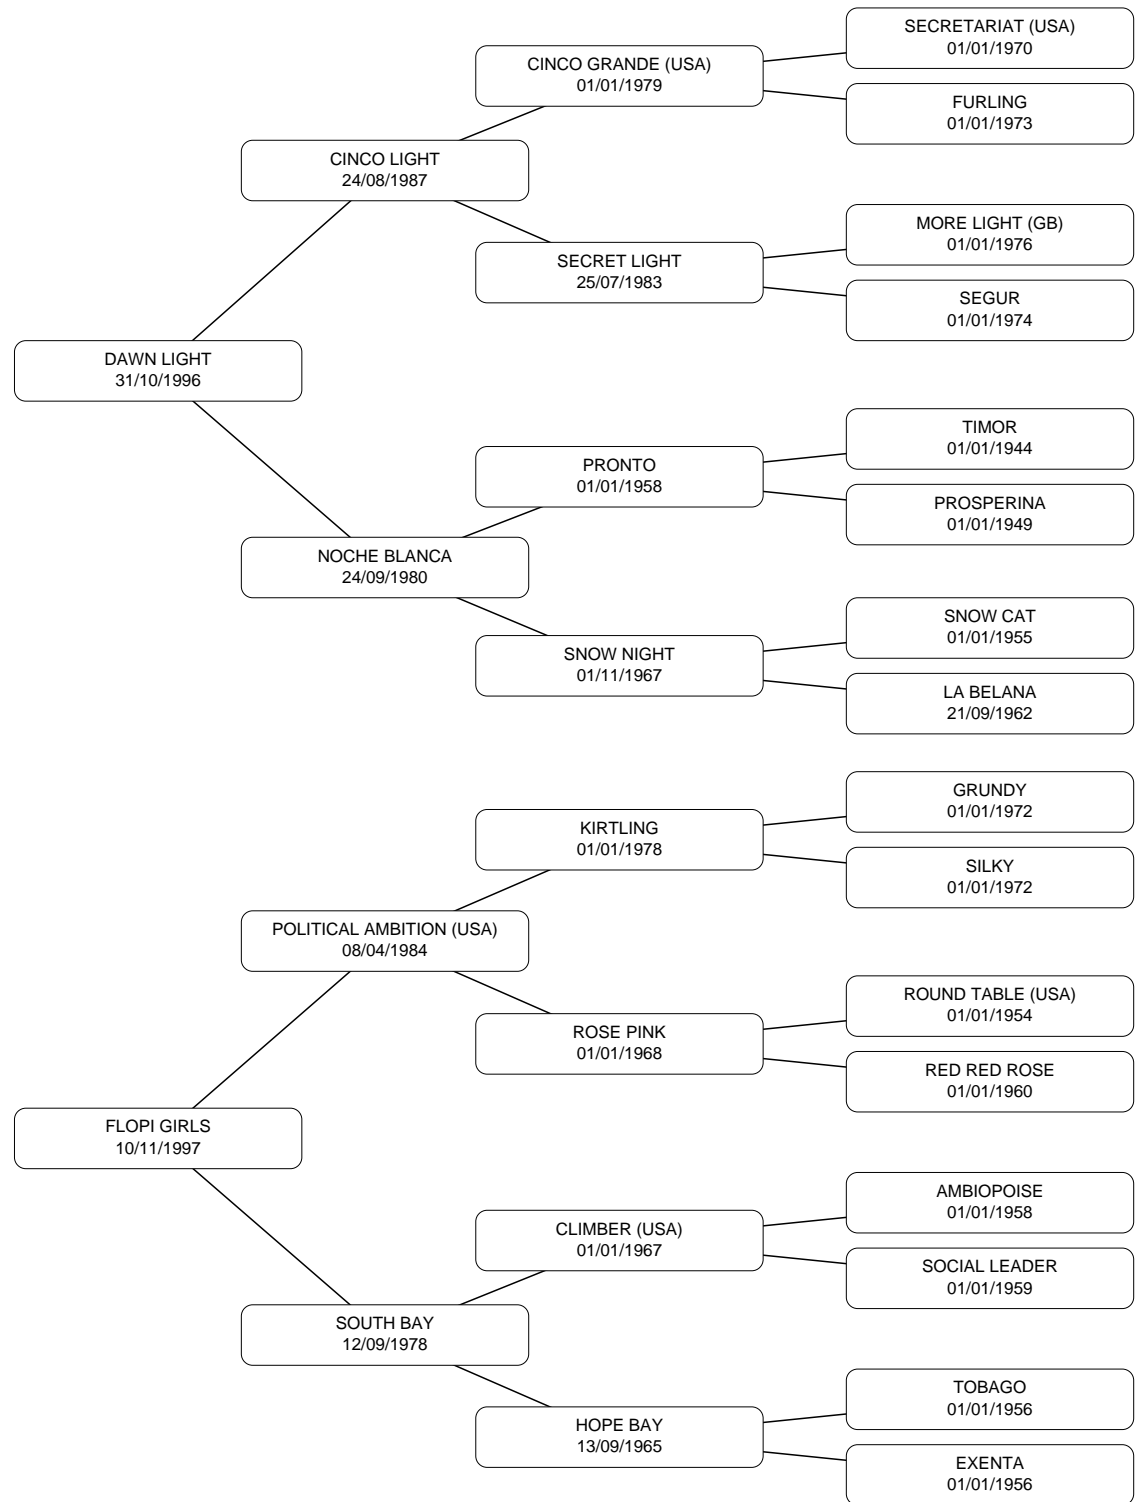 SECRETARIAT (USA)
01/01/1970
CINCO GRANDE (USA)
01/01/1979
FURLING
01/01/1973
CINCO LIGHT
24/08/1987
MORE LIGHT (GB)
01/01/1976
SECRET LIGHT
25/07/1983
SEGUR
01/01/1974
DAWN LIGHT
31/10/1996
TIMOR
01/01/1944
PRONTO
01/01/1958
PROSPERINA
01/01/1949
NOCHE BLANCA
24/09/1980
SNOW CAT
01/01/1955
SNOW NIGHT
01/11/1967
LA BELANA
21/09/1962
GRUNDY
01/01/1972
KIRTLING
01/01/1978
SILKY
01/01/1972
POLITICAL AMBITION (USA)
08/04/1984
ROUND TABLE (USA)
01/01/1954
ROSE PINK
01/01/1968
RED RED ROSE
01/01/1960
FLOPI GIRLS
10/11/1997
AMBIOPOISE
01/01/1958
CLIMBER (USA)
01/01/1967
SOCIAL LEADER
01/01/1959
SOUTH BAY
12/09/1978
TOBAGO
01/01/1956
HOPE BAY
13/09/1965
EXENTA
01/01/1956